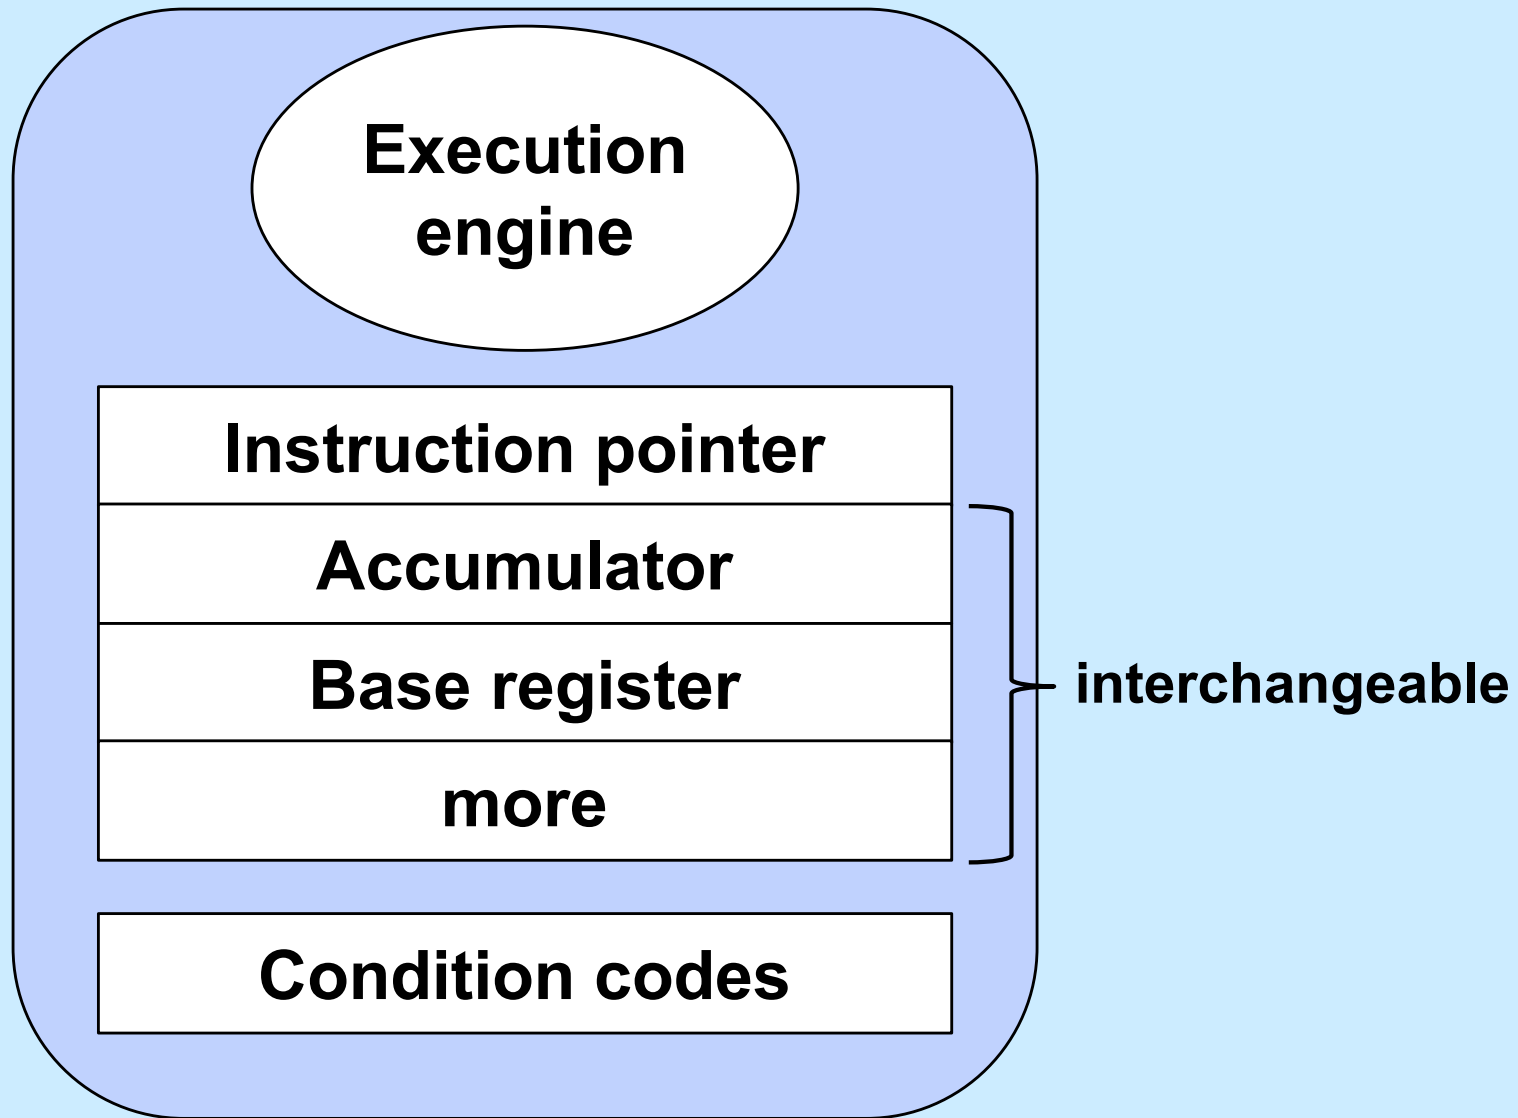 Execution
engine
Instruction pointer
Accumulator
Base register
interchangeable
more
Condition codes